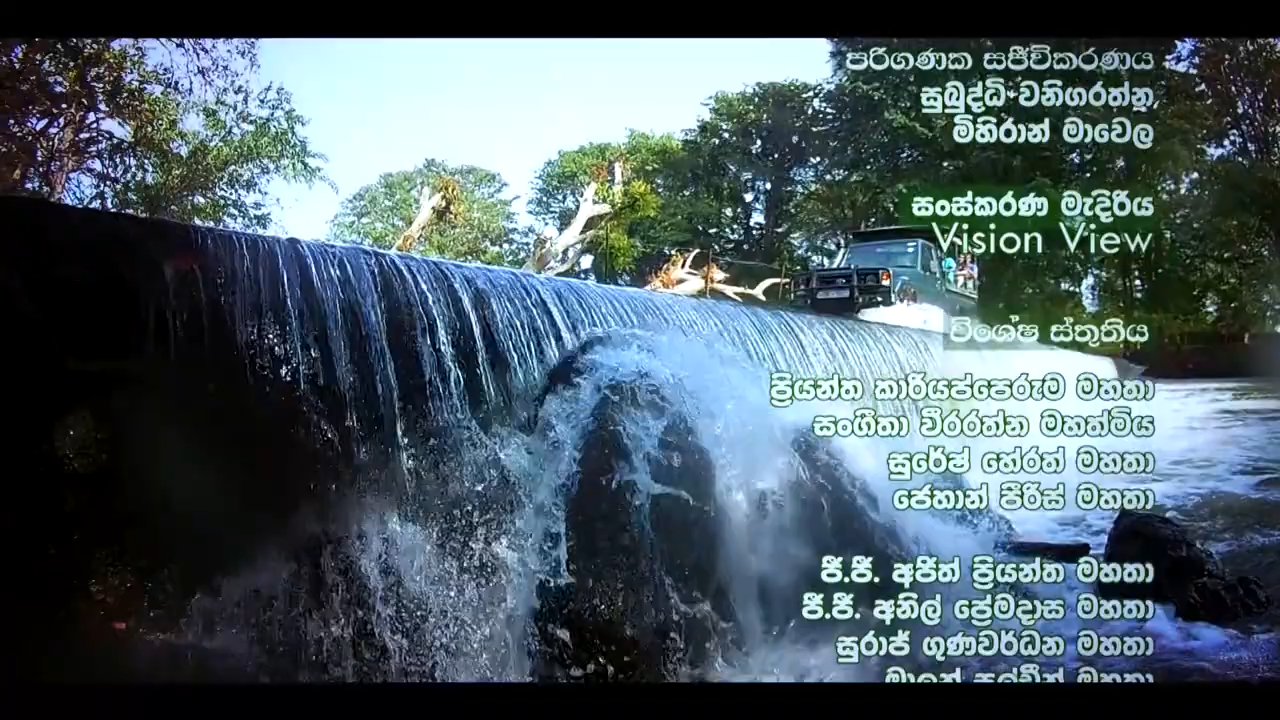 පරිගණක සජීවිකරණය
සුබුද්ධි වනිගරත්න,
මිහිරාන් මාවෙල
සංස්කරණ මැදිරිය
Vision View
විශේෂ ස්තුතිය
ප්‍රියන්ත කාරියප්පෙරුම මහතා
සංගීතා වීරරත්න මහත්මිය
සුරේෂ් හේරත් මහතා
ජෙහාන් පීරිස් මහතා
ජී.ජී. අජිත් ප්‍රියන්ත මහතා
ජී.ජී. අනිල් ප්‍රේමදාස මහතා
සුරාජ් ගුණවර්ධන මහතා
මහතා